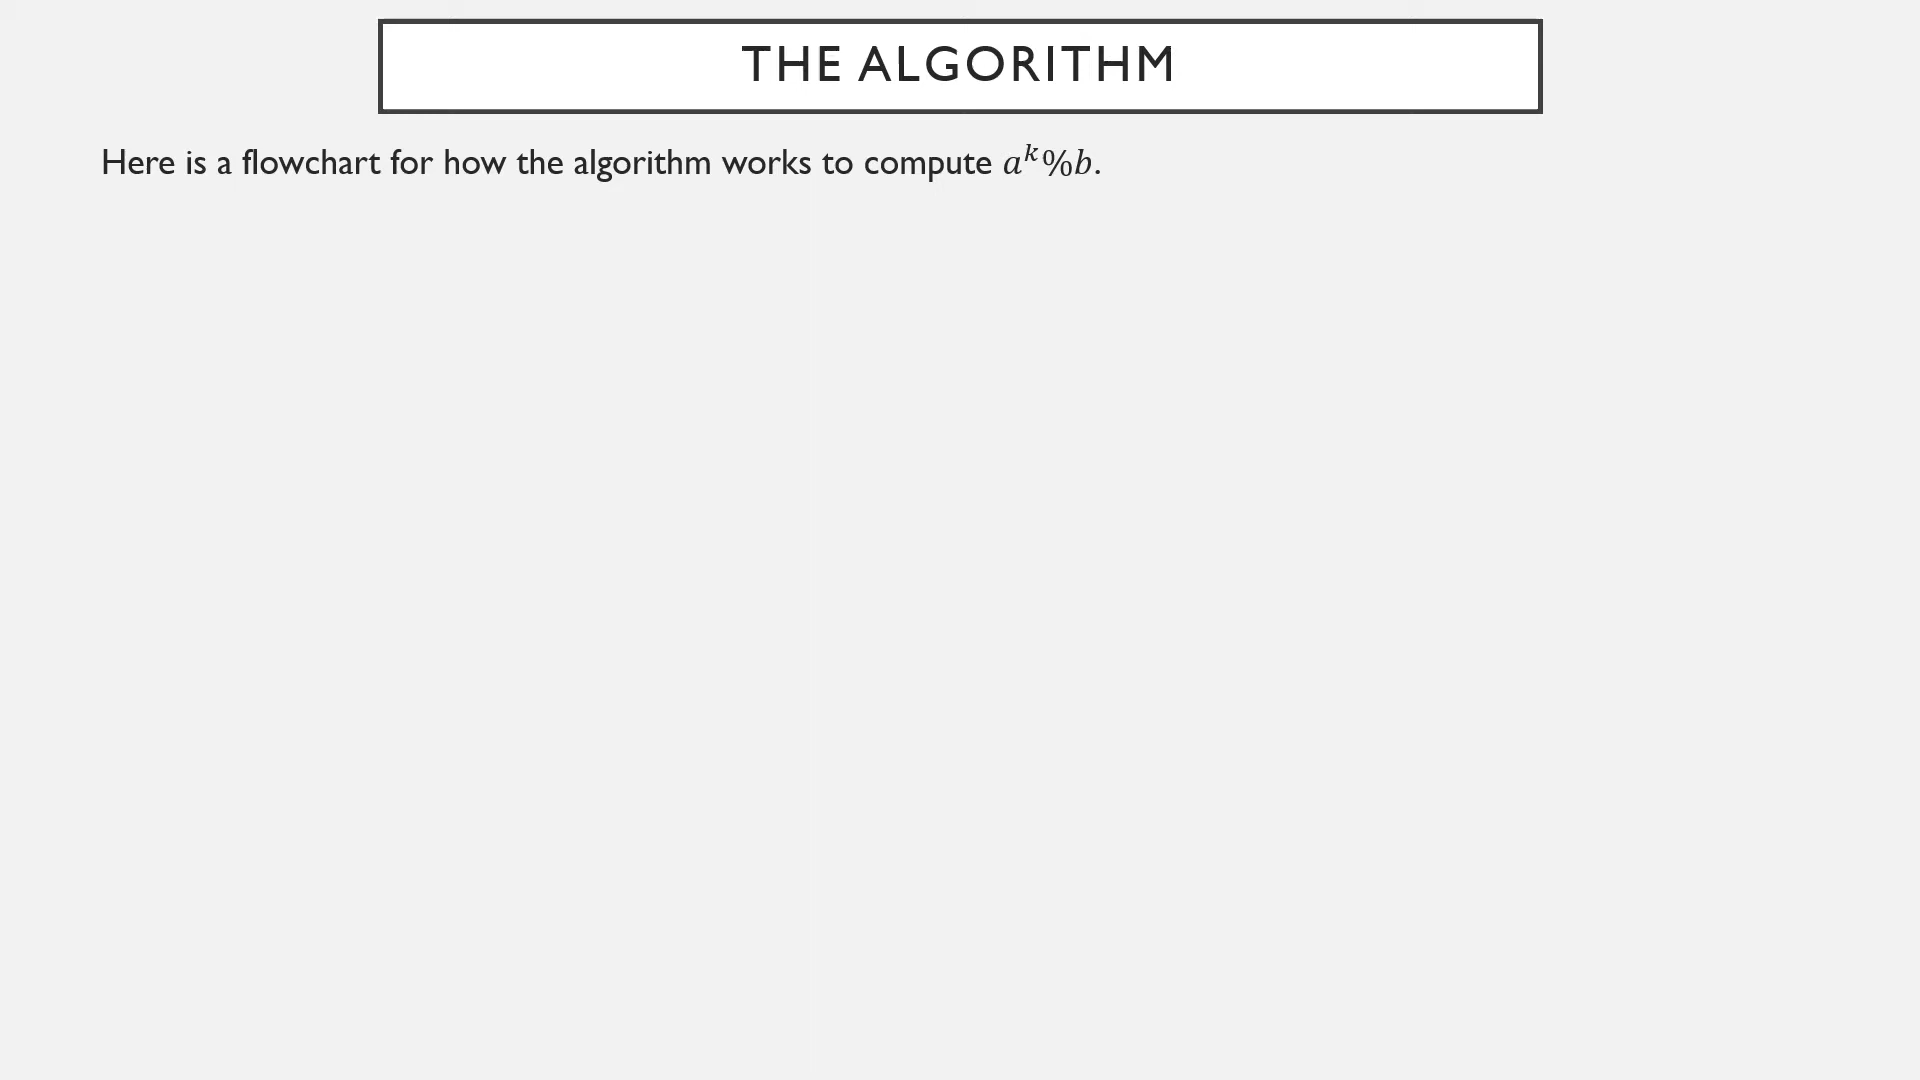 THE ALGORITHM
Here is a flowchart for how the algorithm works to compute $a^k \% b$.